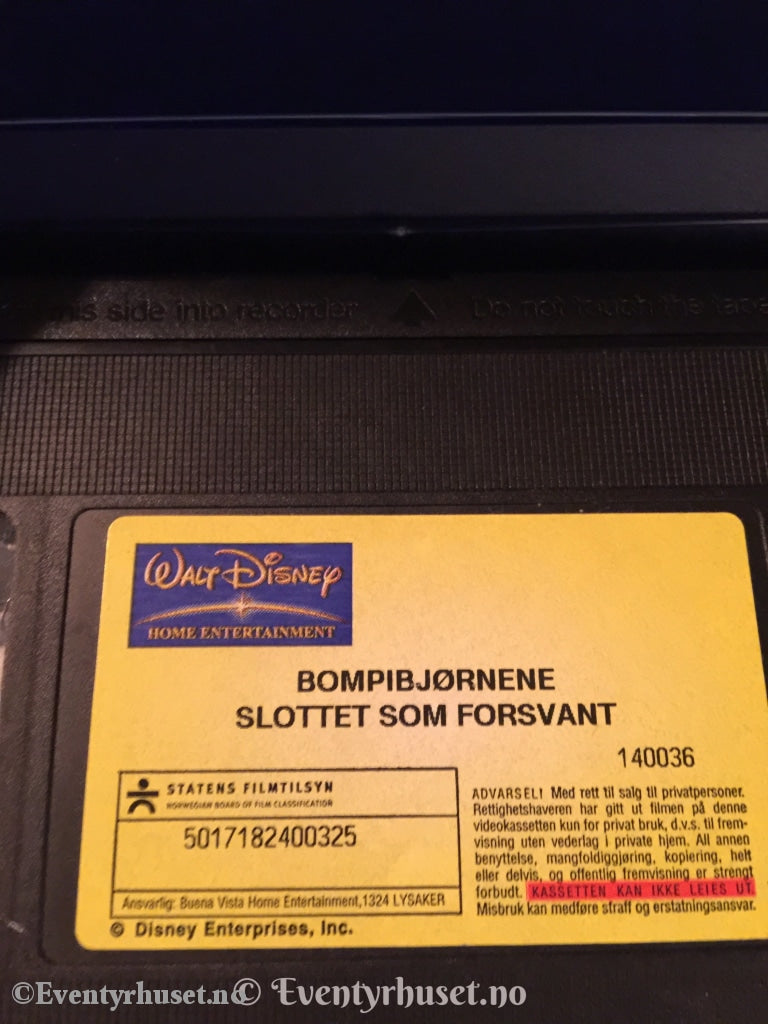 this side into recorder Do not touch the tape
WALT DISNEY
HOME ENTERTAINMENT
BOMPIBJØRNENE
SLOTTET SOM FORSVANT
140036
STATENS FILMTILSYN
NORWEGIAN BOARD OF FILM CLASSIFICATION
5017182400325
Ansvarlig: Buena Vista Home Entertainment,1324 LYSAKER
© Disney Enterprises, Inc.
ADVARSEL! Med rett til salg til privatpersoner.
Rettighetshaveren har gitt ut filmen på denne
videokassetten kun for privat bruk, d.v.s. til frem-
visning uten vederlag i private hjem. All annen
benyttelse, mangfoldiggjøring, kopiering, helt
eller delvis, og offentlig fremvisning er strengt
forbudt. KASSETTEN KAN IKKE LEIES UT.
Misbruk kan medføre straff og erstatningsansvar.
©Eventyrhuset.no © Eventyrhuset.no